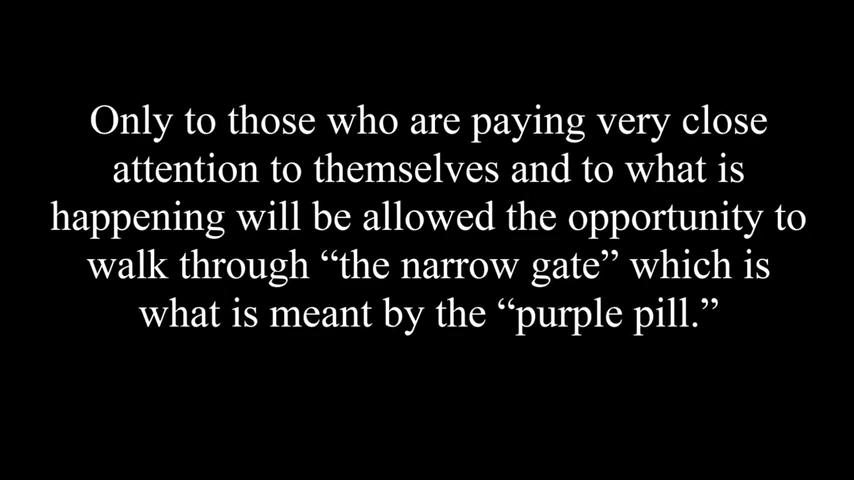 Only to those who are paying very close
attention to themselves and to what is
happening will be allowed the opportunity to
walk through “the narrow gate” which is
what is meant by the “purple pill.”